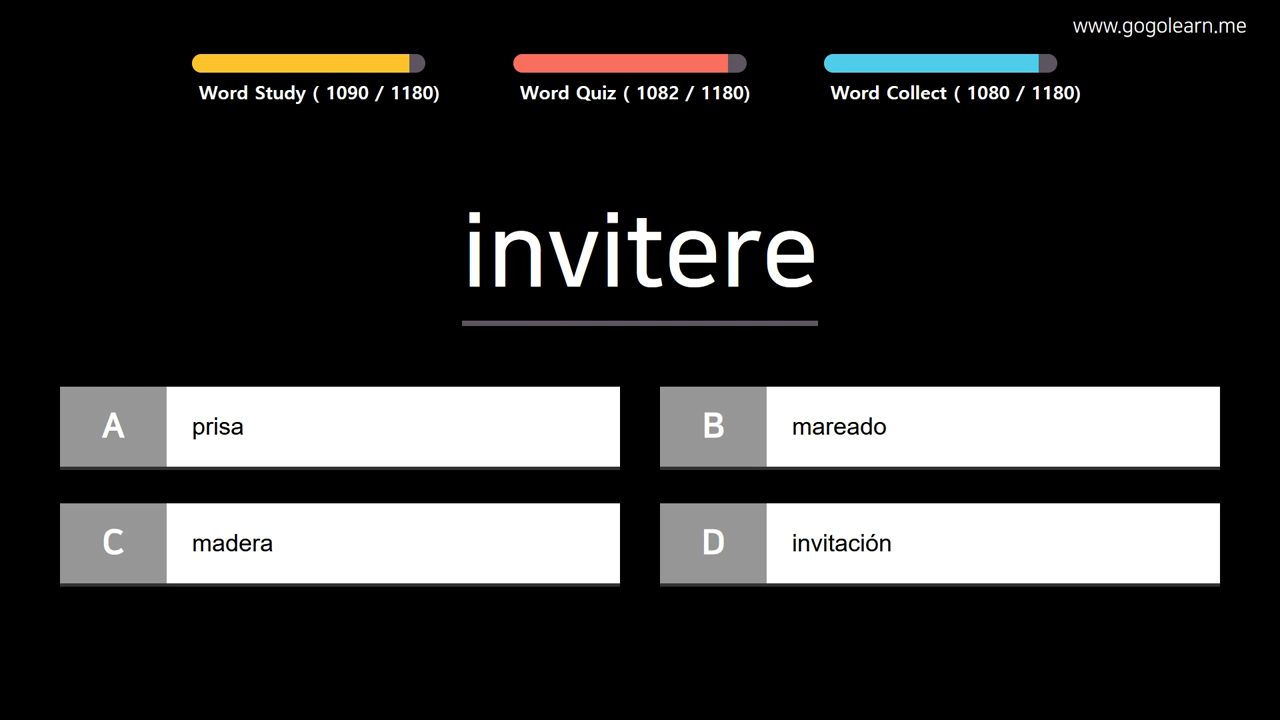 www.gogolearn.me
Word Study ( 1090 / 1180)
Word Quiz ( 1082 / 1180)
Word Collect ( 1080 / 1180)
invitere
A prisa
B mareado
C madera
D invitación